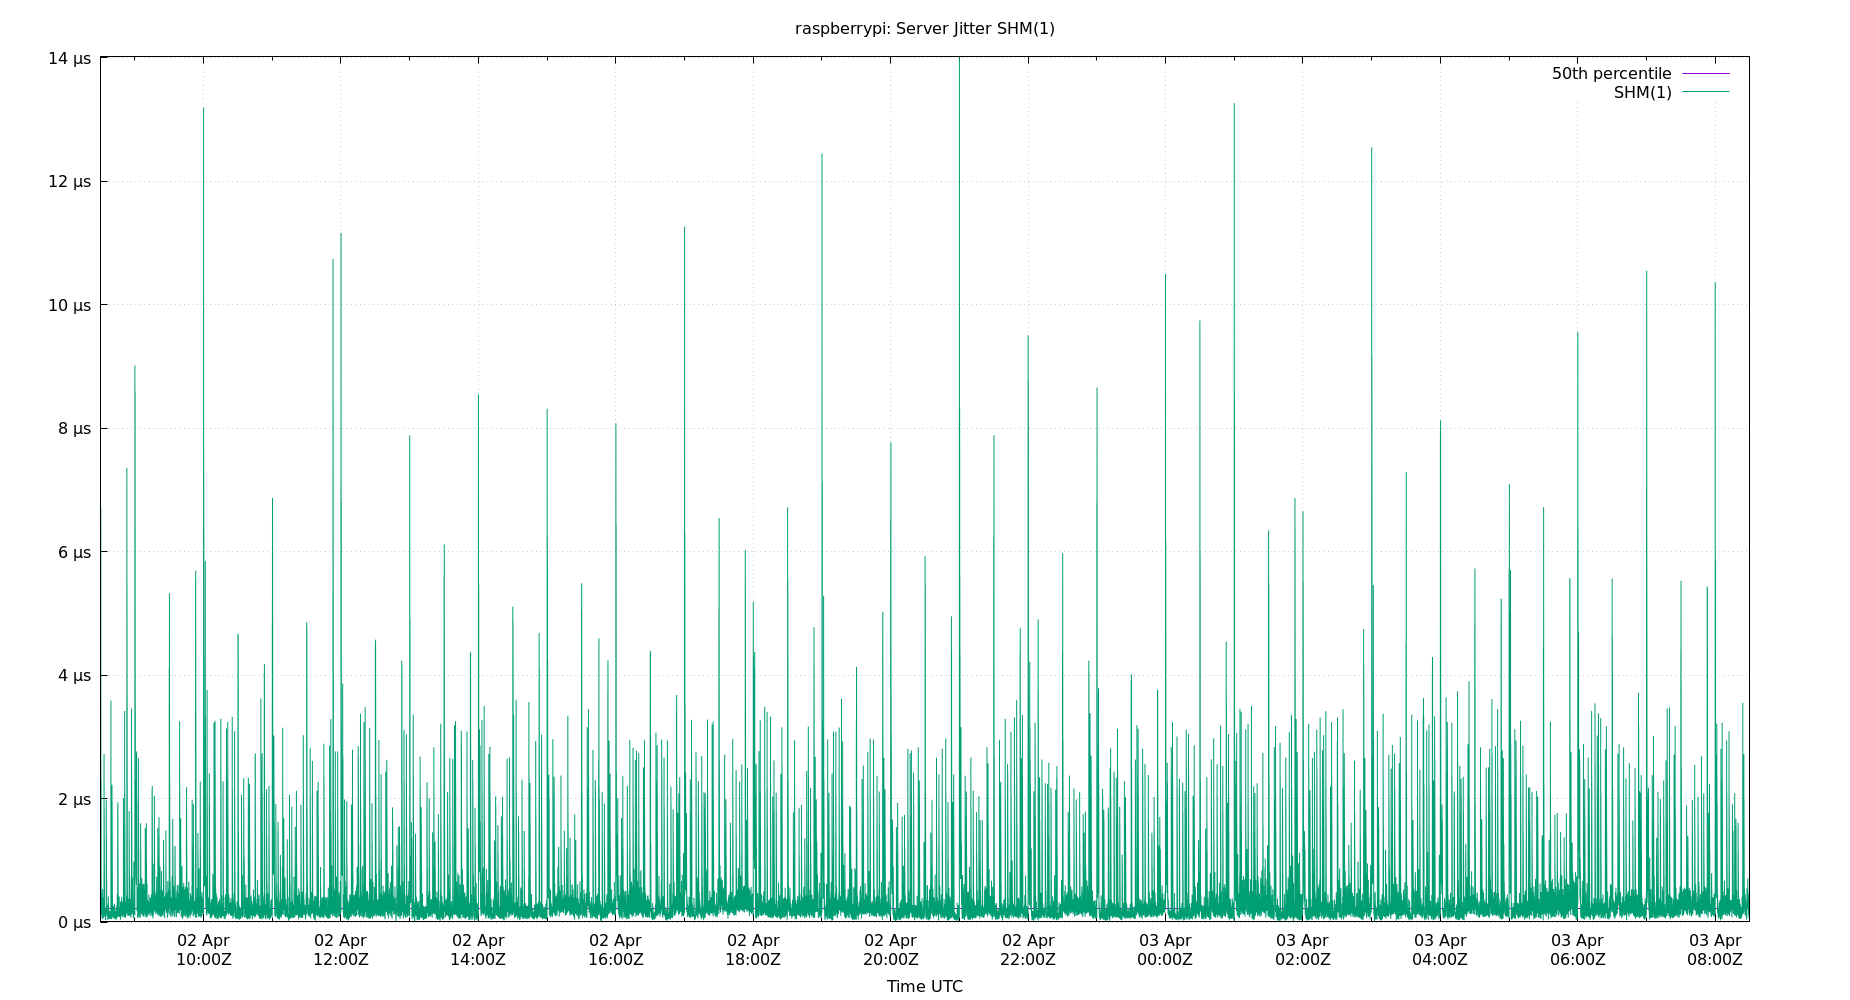 raspberrypi: Server Jitter SHM(1)
14 µs
12 µs
10 µs
8 µs
6 µs
4 µs
2 µs
0 µs
50th percentile
SHM(1)
02 Apr 02 Apr 02 Apr 02 Apr 02 Apr 02 Apr 02 Apr 03 Apr 03 Apr 03 Apr 03 Apr 03 Apr
10:00Z 12:00Z 14:00Z 16:00Z 18:00Z 20:00Z 22:00Z 00:00Z 02:00Z 04:00Z 06:00Z 08:00Z
Time UTC